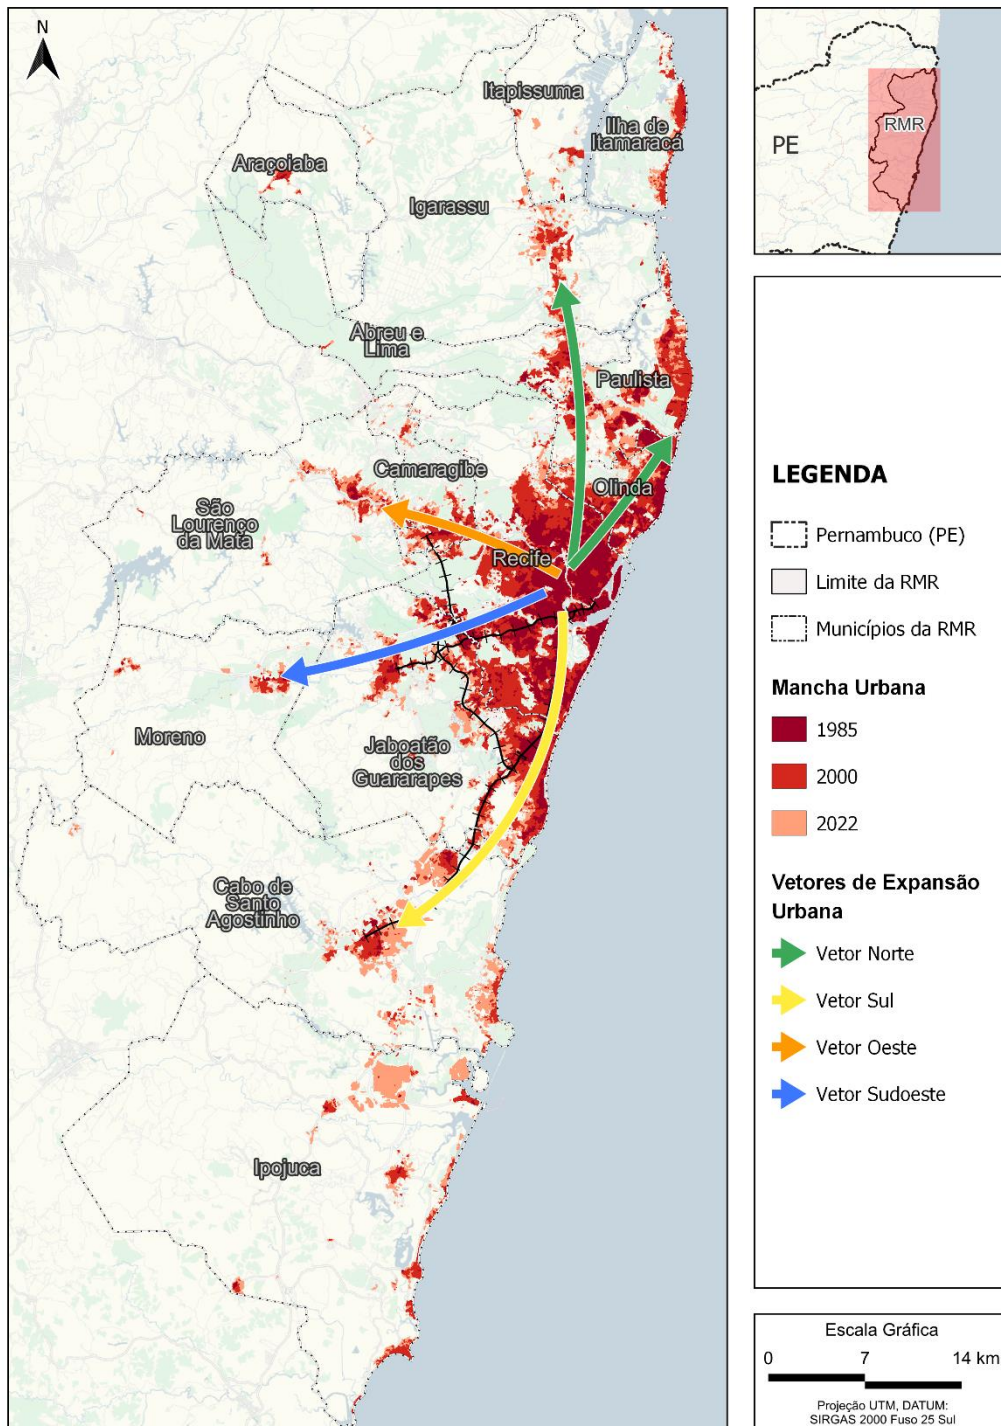 N
Itapissuma
Ilha de
Itamaracá
Araçoiaba
Igarassu
Abreu e
Lima
Paulista
Camaragibe
Olinda
São
Lourenço
da Mata
Recife
Moreno
Jaboatão
dos
Guararapes
Cabo de
Santo
Agostinho
Ipojuca
RMR
PE
LEGENDA
Pernambuco (PE)
Limite da RMR
Municípios da RMR
Mancha Urbana
1985
2000
2022
Vetores de Expansão
Urbana
Vetor Norte
Vetor Sul
Vetor Oeste
Vetor Sudoeste
Escala Gráfica
0 7 14 km
Projeção UTM, DATUM:
SIRGAS 2000 Fuso 25 Sul